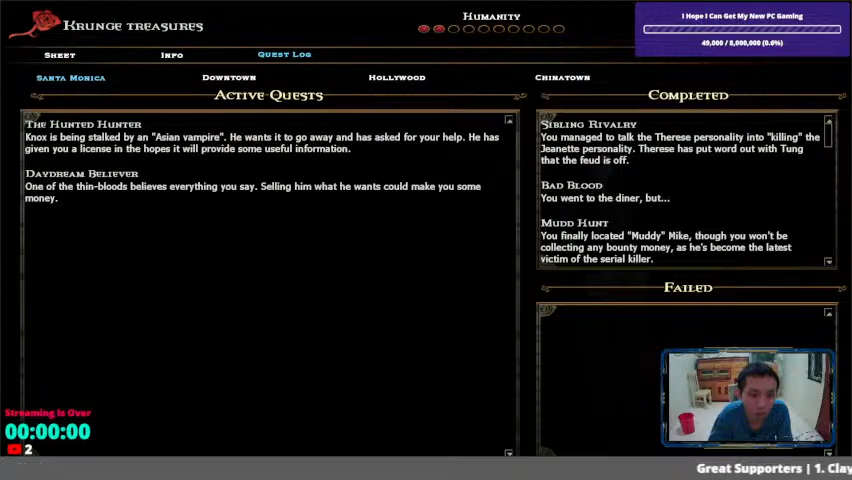 Krunge treasures
Humanity
I Hope I Can Get My New PC Gaming
49,000 / 8,000,000 (0.6%)
Sheet
Info
Quest Log
Santa Monica
Downtown
Hollywood
Chinatown
Active Quests
The Hunted Hunter
Knox is being stalked by an "Asian vampire". He wants it to go away and has asked for your help. He has
given you a license in the hopes it will provide some useful information.
Daydream Believer
One of the thin-bloods believes everything you say. Selling him what he wants could make you some
money.
Completed
Sibling Rivalry
You managed to talk the Therese personality into "killing" the
Jeanette personality. Therese has put word out with Tung
that the feud is off.
Bad Blood
You went to the diner, but...
Mudd Hunt
You finally located "Muddy" Mike, though you won't be
collecting any bounty money, as he's become the latest
victim of the serial killer.
Failed
Streaming Is Over
00:00:00
2
Great Supporters | 1. Clay